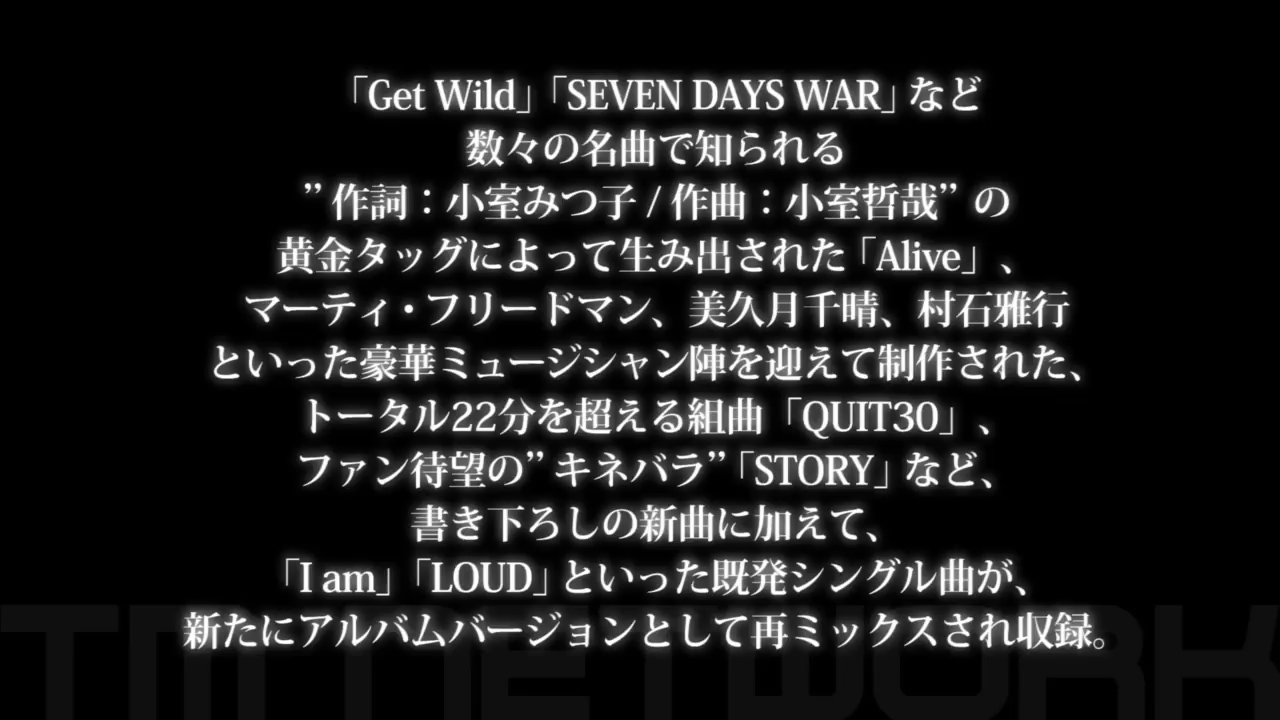 「Get Wild」「SEVEN DAYS WAR」など
数々の名曲で知られる
”作詞：小室みつ子 / 作曲：小室哲哉” の
黄金タッグによって生み出された「Alive」、
マーティ・フリードマン、美久月千晴、村石雅行
といった豪華ミュージシャン陣を迎えて制作された、
トータル22分を超える組曲「QUIT30」、
ファン待望の”キネバラ”「STORY」など、
書き下ろしの新曲に加えて、
「I am」「LOUD」といった既発シングル曲が、
新たにアルバムバージョンとして再ミックスされ収録。
TM NETWORK